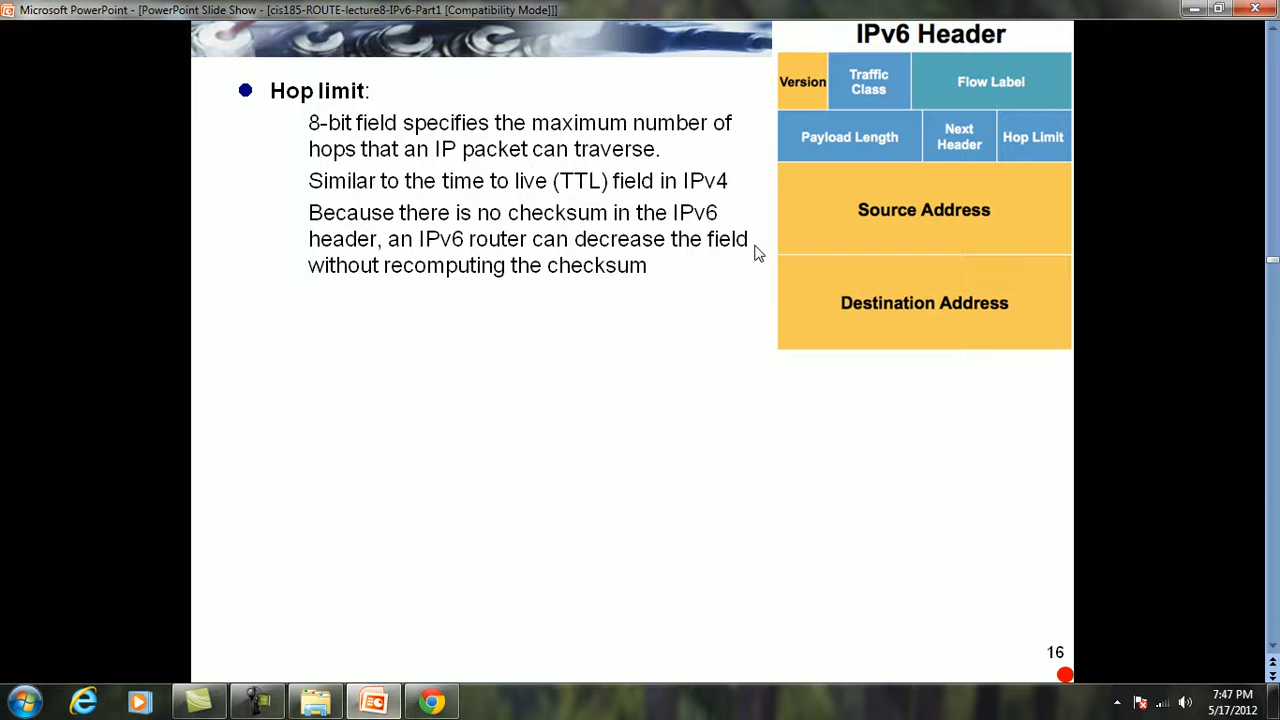 Microsoft PowerPoint - [PowerPoint Slide Show - [cis185-ROUTE-lecture8-IPv6-Part1 [Compatibility Mode]]]
IPv6 Header
Version
Traffic
Class
Flow Label
Payload Length
Next
Header
Hop Limit
Source Address
Destination Address
Hop limit:
8-bit field specifies the maximum number of
hops that an IP packet can traverse.
Similar to the time to live (TTL) field in IPv4
Because there is no checksum in the IPv6
header, an IPv6 router can decrease the field
without recomputing the checksum
16
7:47 PM
5/17/2012